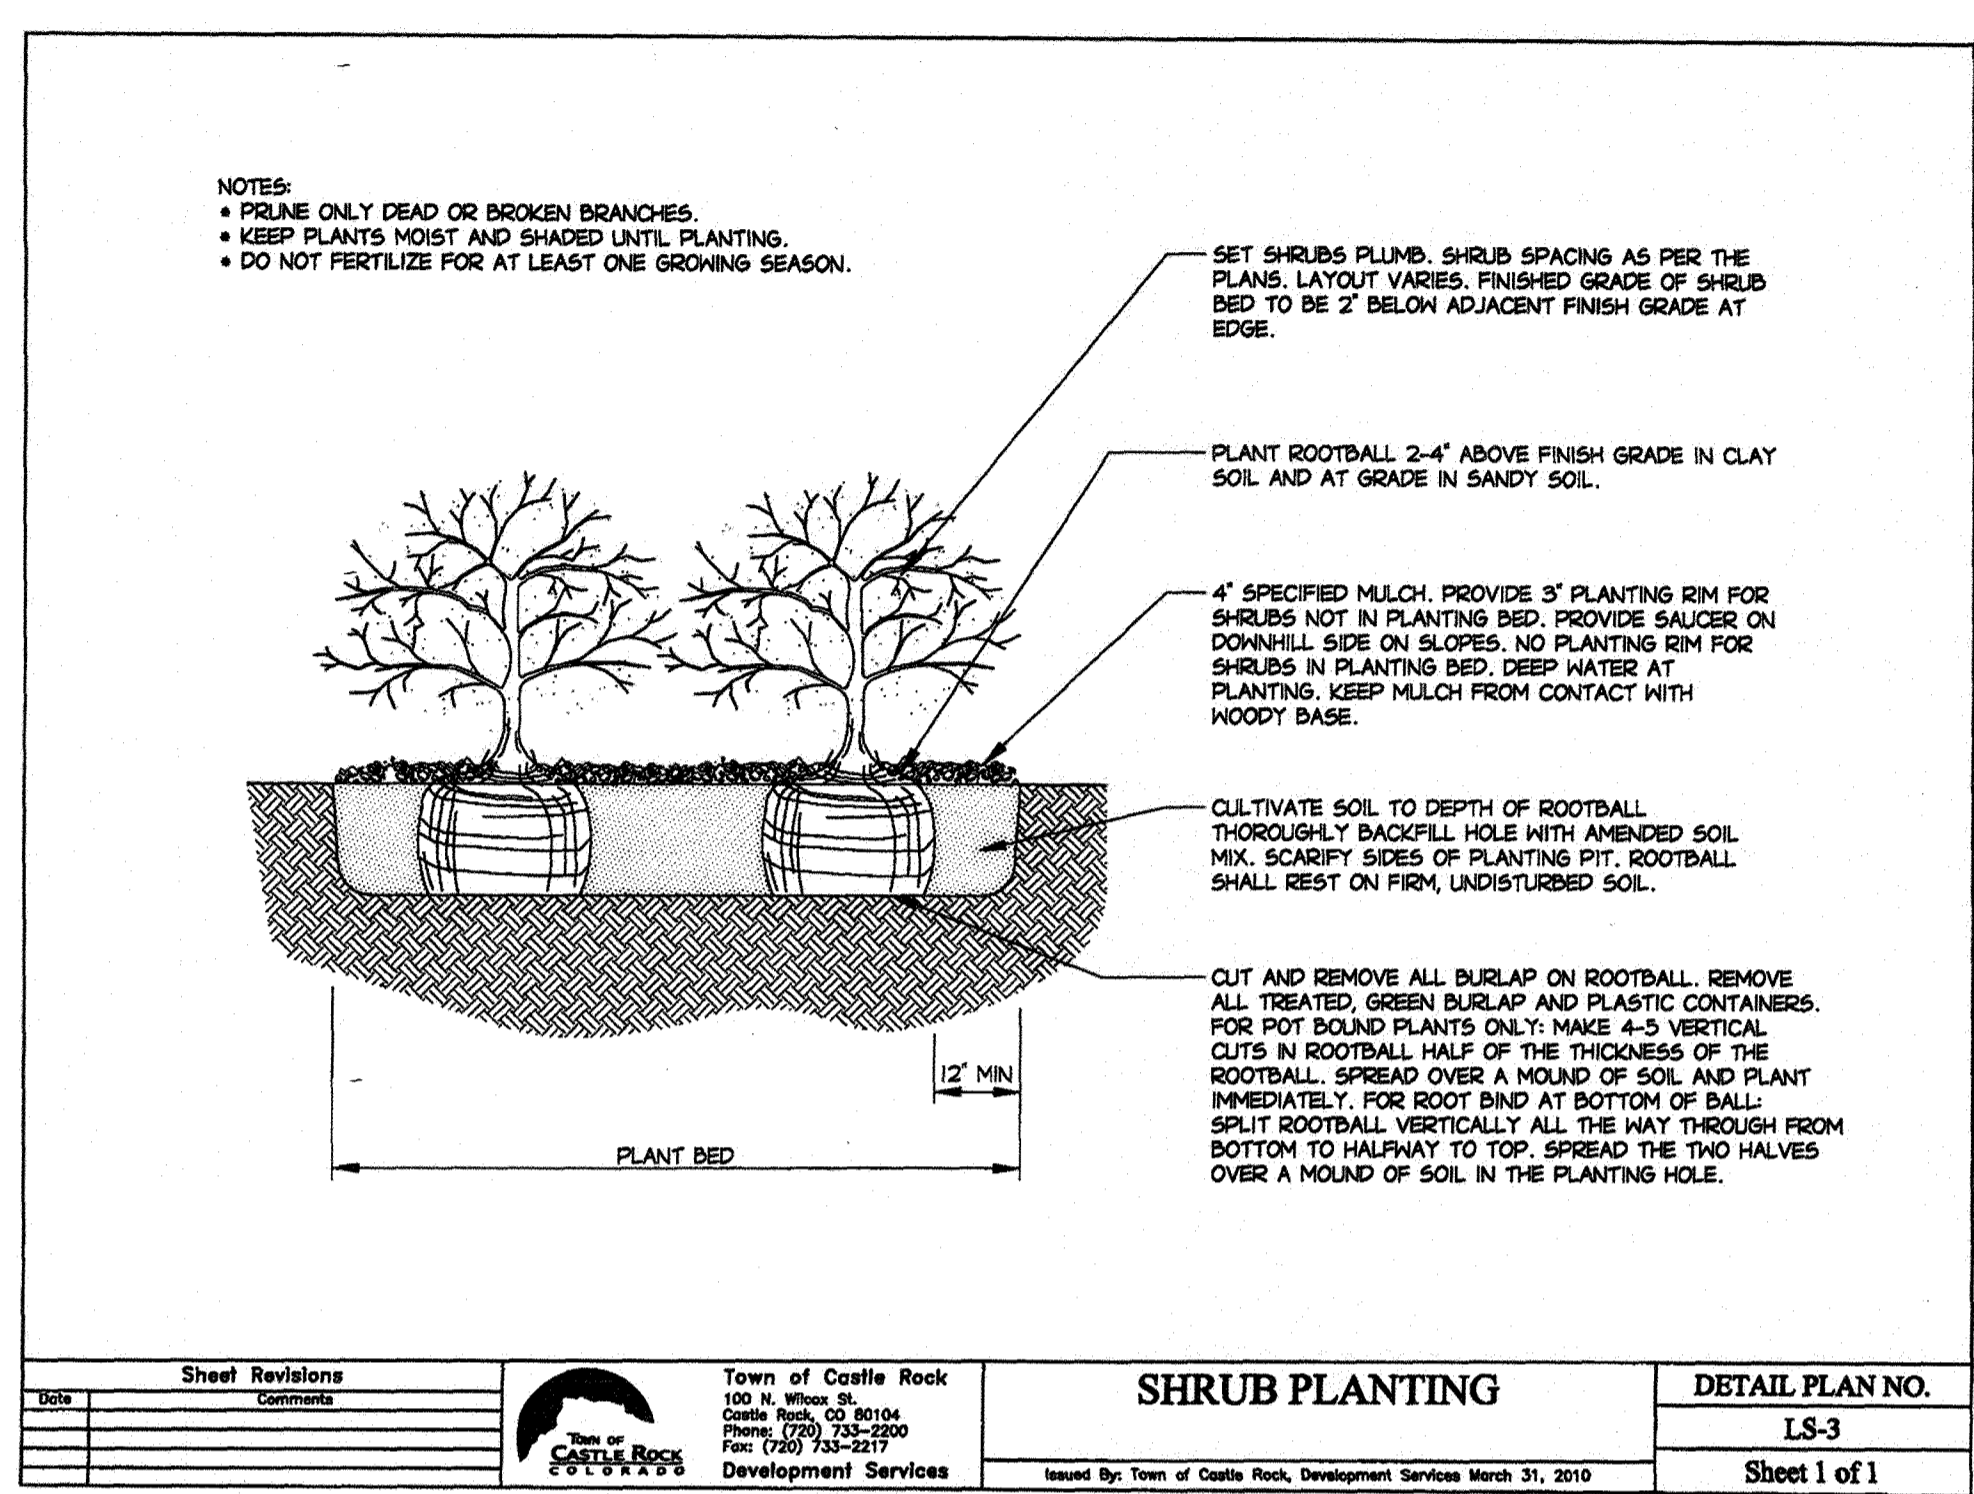 NOTES:
• PRUNE ONLY DEAD OR BROKEN BRANCHES.
• KEEP PLANTS MOIST AND SHADED UNTIL PLANTING.
• DO NOT FERTILIZE FOR AT LEAST ONE GROWING SEASON.
SET SHRUBS PLUMB. SHRUB SPACING AS PER THE
PLANS. LAYOUT VARIES. FINISHED GRADE OF SHRUB
BED TO BE 2" BELOW ADJACENT FINISH GRADE AT
EDGE.
PLANT ROOTBALL 2-4" ABOVE FINISH GRADE IN CLAY
SOIL AND AT GRADE IN SANDY SOIL.
4" SPECIFIED MULCH. PROVIDE 3" PLANTING RIM FOR
SHRUBS NOT IN PLANTING BED. PROVIDE SAUCER ON
DOWNHILL SIDE ON SLOPES. NO PLANTING RIM FOR
SHRUBS IN PLANTING BED. DEEP WATER AT
PLANTING. KEEP MULCH FROM CONTACT WITH
WOODY BASE.
CULTIVATE SOIL TO DEPTH OF ROOTBALL
THOROUGHLY BACKFILL HOLE WITH AMENDED SOIL
MIX. SCARIFY SIDES OF PLANTING PIT. ROOTBALL
SHALL REST ON FIRM, UNDISTURBED SOIL.
CUT AND REMOVE ALL BURLAP ON ROOTBALL. REMOVE
ALL TREATED, GREEN BURLAP AND PLASTIC CONTAINERS.
FOR POT BOUND PLANTS ONLY: MAKE 4-5 VERTICAL
CUTS IN ROOTBALL HALF OF THE THICKNESS OF THE
ROOTBALL. SPREAD OVER A MOUND OF SOIL AND PLANT
IMMEDIATELY. FOR ROOT BIND AT BOTTOM OF BALL:
SPLIT ROOTBALL VERTICALLY ALL THE WAY THROUGH FROM
BOTTOM TO HALFWAY TO TOP. SPREAD THE TWO HALVES
OVER A MOUND OF SOIL IN THE PLANTING HOLE.
12" MIN
PLANT BED
Sheet Revisions
Date
Comments
TOWN OF
CASTLE ROCK
COLORADO
Town of Castle Rock
100 N. Wilcox St.
Castle Rock, CO 80104
Phone: (720) 733-2200
Fax: (720) 733-2217
Development Services
SHRUB PLANTING
Issued By: Town of Castle Rock, Development Services March 31, 2010
DETAIL PLAN NO.
LS-3
Sheet 1 of 1